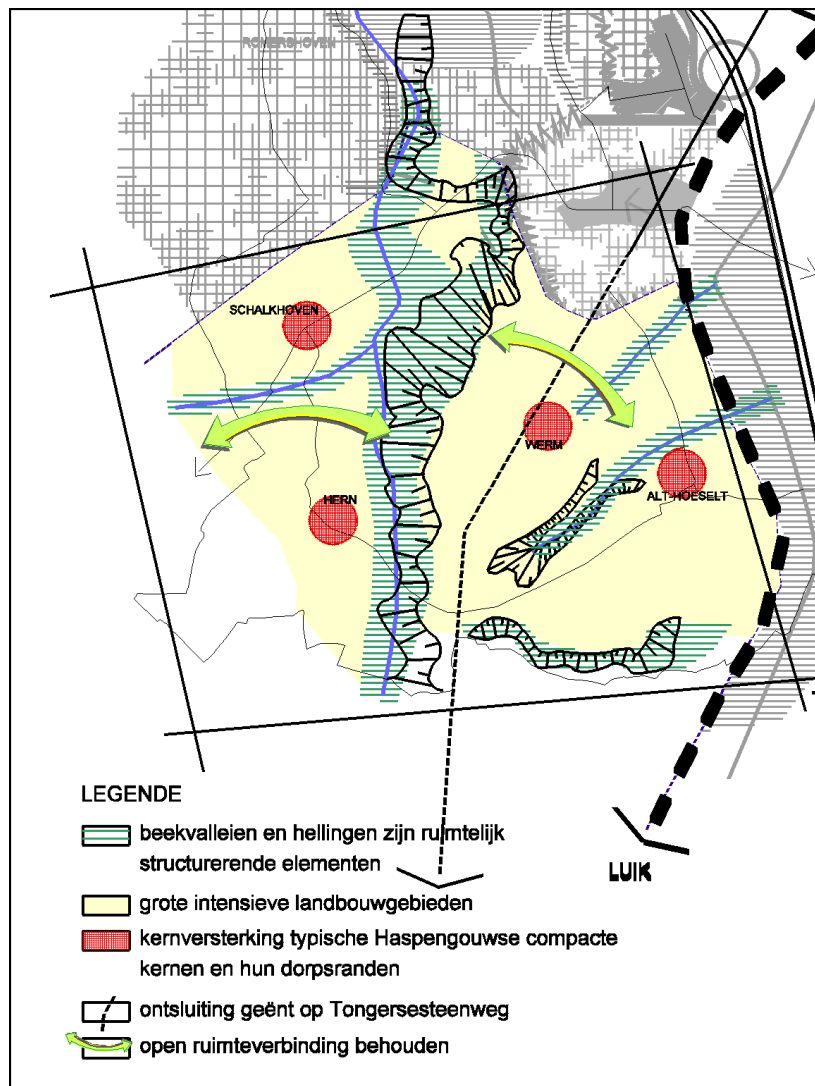 ROMERSHOVEN
SCHALKHOVEN
WERM
HERN
ALT-HOESELT
LEGENDE
beekvalleien en hellingen zijn ruimtelijk
structurerende elementen
LUIK
grote intensieve landbouwgebieden
kernversterking typische Haspengouwse compacte
kernen en hun dorpsranden
ontsluiting geënt op Tongersesteenweg
open ruimteverbinding behouden